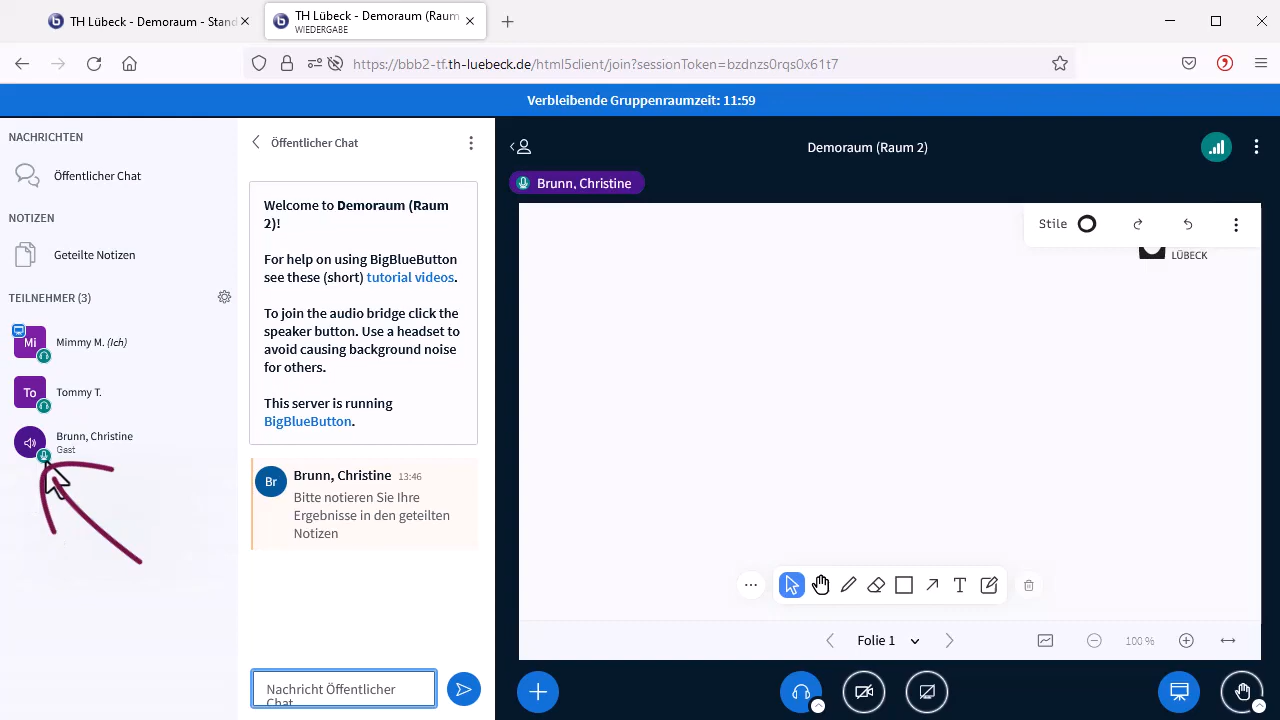 TH Lübeck - Demoraum - Stand
TH Lübeck - Demoraum (Raum
WIEDERGABE
https://bbb2-tf.th-luebeck.de/html5client/join?sessionToken=bzdnzs0rqs0x61t7
Verbleibende Gruppenraumzeit: 11:59
NACHRICHTEN
Öffentlicher Chat
NOTIZEN
Geteilte Notizen
TEILNEHMER (3)
Mi
Mimmy M. (Ich)
To
Tommy T.
Brunn, Christine
Gast
Öffentlicher Chat
Welcome to Demoraum (Raum
2)!
For help on using BigBlueButton
see these (short) tutorial videos.
To join the audio bridge click the
speaker button. Use a headset to
avoid causing background noise
for others.
This server is running
BigBlueButton.
Br
Brunn, Christine 13:46
Bitte notieren Sie Ihre
Ergebnisse in den geteilten
Notizen
Nachricht Öffentlicher
Chat
Demoraum (Raum 2)
Brunn, Christine
Stile
LÜBECK
T
Folie 1
100 %